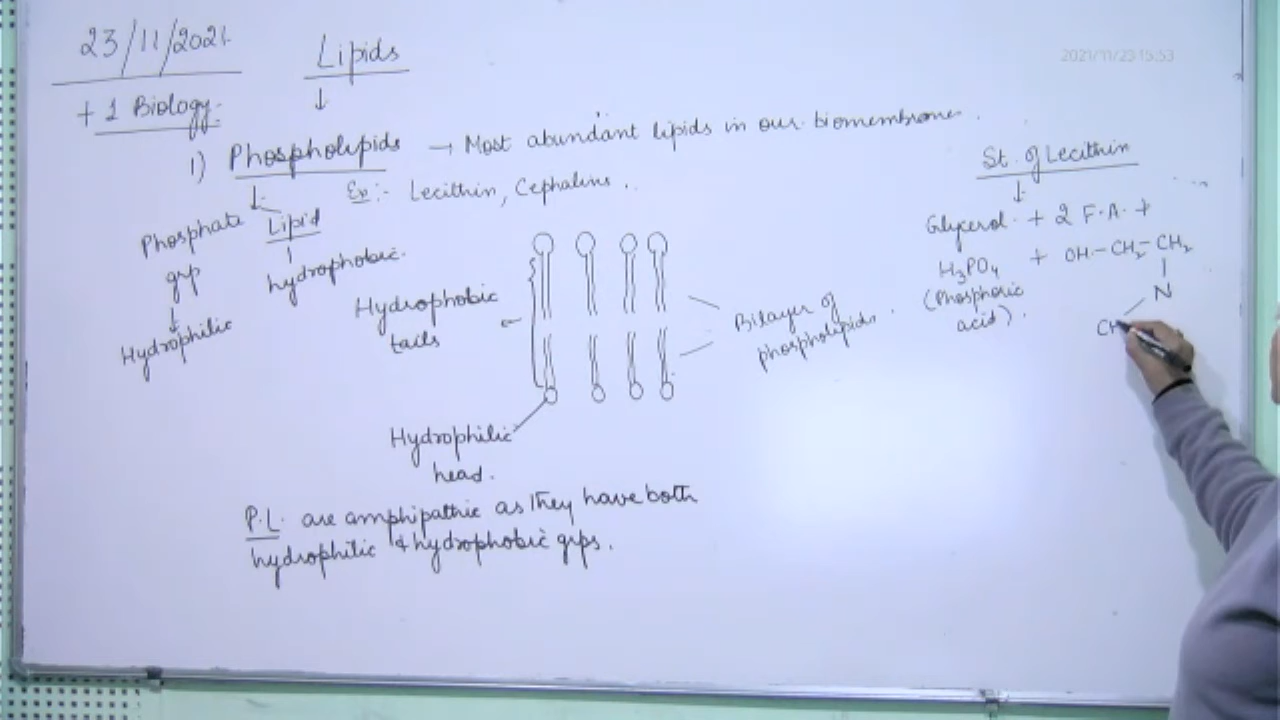 23/11/2021
Lipids
2021/11/23 15:53
+ 1 Biology.
↓
1) Phospholipids → Most abundant lipids in our biomembrane.
Ex:- Lecithin, Cephalins.
Phosphate
grp
↓
Hydrophilic
Lipid
hydrophobic.
Hydrophobic
tails
Hydrophilic
head.
Bilayer of
phospholipids.
P.L. are amphipathic as they have both
hydrophilic & hydrophobic grps.
St. of Lecithin
↓
Glycerol + 2 F.A. +
H₃PO₄ + OH-CH₂-CH₂
(Phosphoric
acid).
N
CH